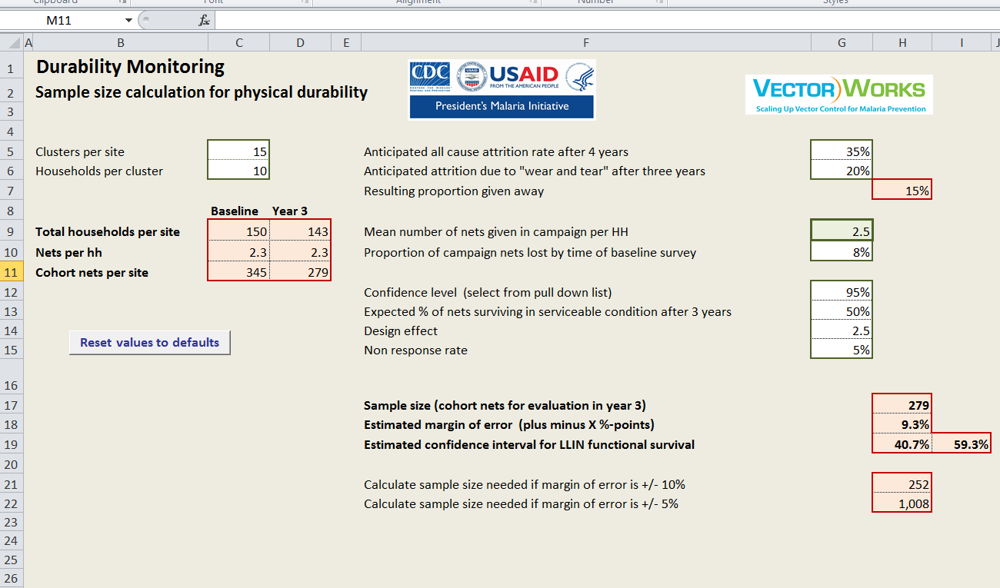 Clipboard Font Alignment Number Styles
M11 fx
A B C D E F G H I J
1 Durability Monitoring
CDC USAID
CENTERS FOR DISEASE CONTROL AND PREVENTION
USAID FROM THE AMERICAN PEOPLE
President's Malaria Initiative
VECTORWORKS
Scaling Up Vector Control for Malaria Prevention
2 Sample size calculation for physical durability
3
4
5 Clusters per site 15 Anticipated all cause attrition rate after 4 years 35%
6 Households per cluster 10 Anticipated attrition due to "wear and tear" after three years 20%
7 Resulting proportion given away 15%
8 Baseline Year 3
9 Total households per site 150 143 Mean number of nets given in campaign per HH 2.5
10 Nets per hh 2.3 2.3 Proportion of campaign nets lost by time of baseline survey 8%
11 Cohort nets per site 345 279
12 Confidence level (select from pull down list) 95%
13 Expected % of nets surviving in serviceable condition after 3 years 50%
14 Design effect 2.5
Reset values to defaults
15 Non response rate 5%
16
17 Sample size (cohort nets for evaluation in year 3) 279
18 Estimated margin of error (plus minus X %-points) 9.3%
19 Estimated confidence interval for LLIN functional survival 40.7% 59.3%
20
21 Calculate sample size needed if margin of error is +/- 10% 252
22 Calculate sample size needed if margin of error is +/- 5% 1,008
23
24
25
26